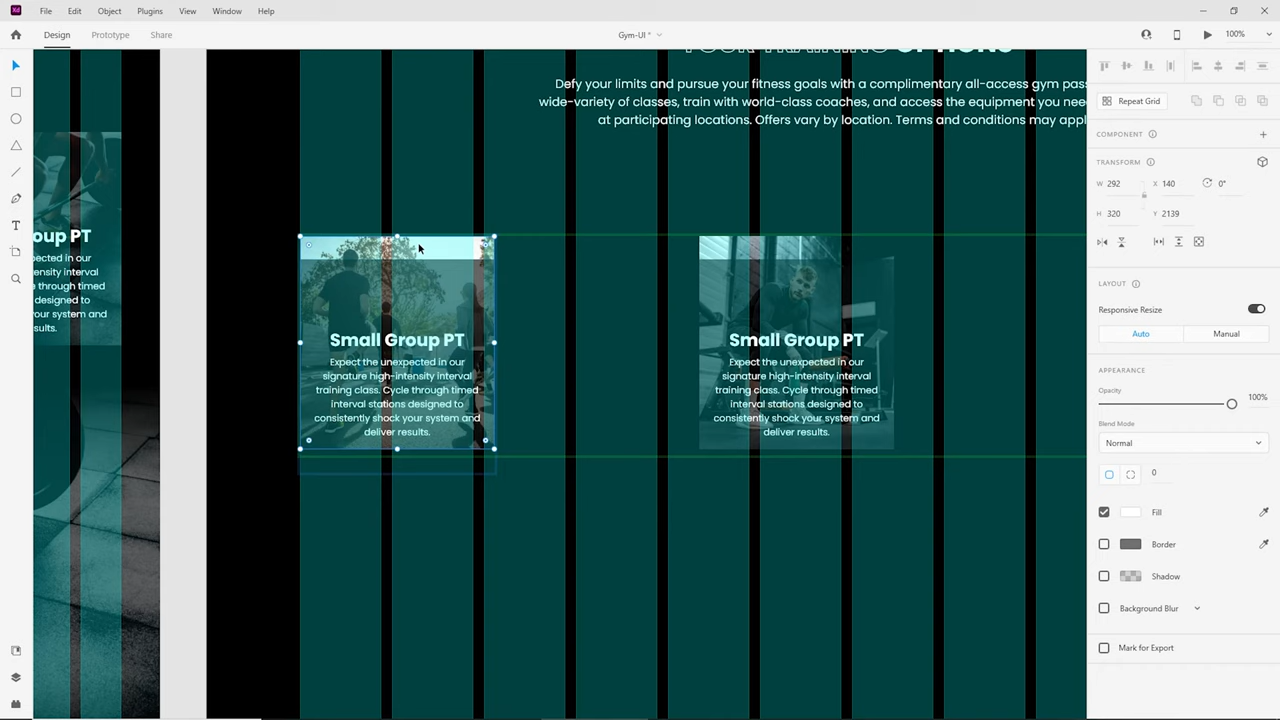 Xd
File
Edit
Object
Plugins
View
Window
Help
Design
Prototype
Share
Gym-UI *
100%
YOUR TRAINING OPTIONS
Defy your limits and pursue your fitness goals with a complimentary all-access gym pas
wide-variety of classes, train with world-class coaches, and access the equipment you nee
at participating locations. Offers vary by location. Terms and conditions may appl
oup PT
pected in our
ensity interval
e through timed
designed to
your system and
sults.
Small Group PT
Expect the unexpected in our
signature high-intensity interval
training class. Cycle through timed
interval stations designed to
consistently shock your system and
deliver results.
Small Group PT
Expect the unexpected in our
signature high-intensity interval
training class. Cycle through timed
interval stations designed to
consistently shock your system and
deliver results.
Repeat Grid
COMPONENT
TRANSFORM
W 292 X 140 0°
H 320 Y 2139
LAYOUT
Responsive Resize
Auto
Manual
APPEARANCE
Opacity
100%
Blend Mode
Normal
0
Fill
Border
Shadow
Background Blur
Mark for Export